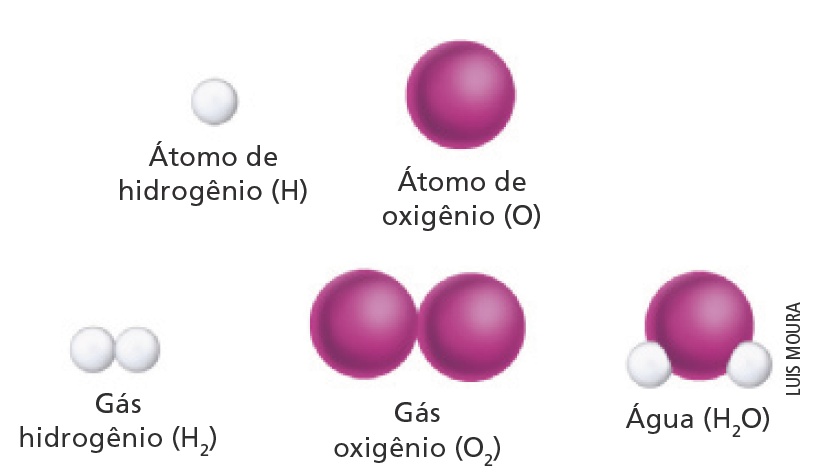 Átomo de
hidrogênio (H)
Átomo de
oxigênio (O)
Gás
hidrogênio (H₂)
Gás
oxigênio (O₂)
Água (H₂O)
LUIS MOURA